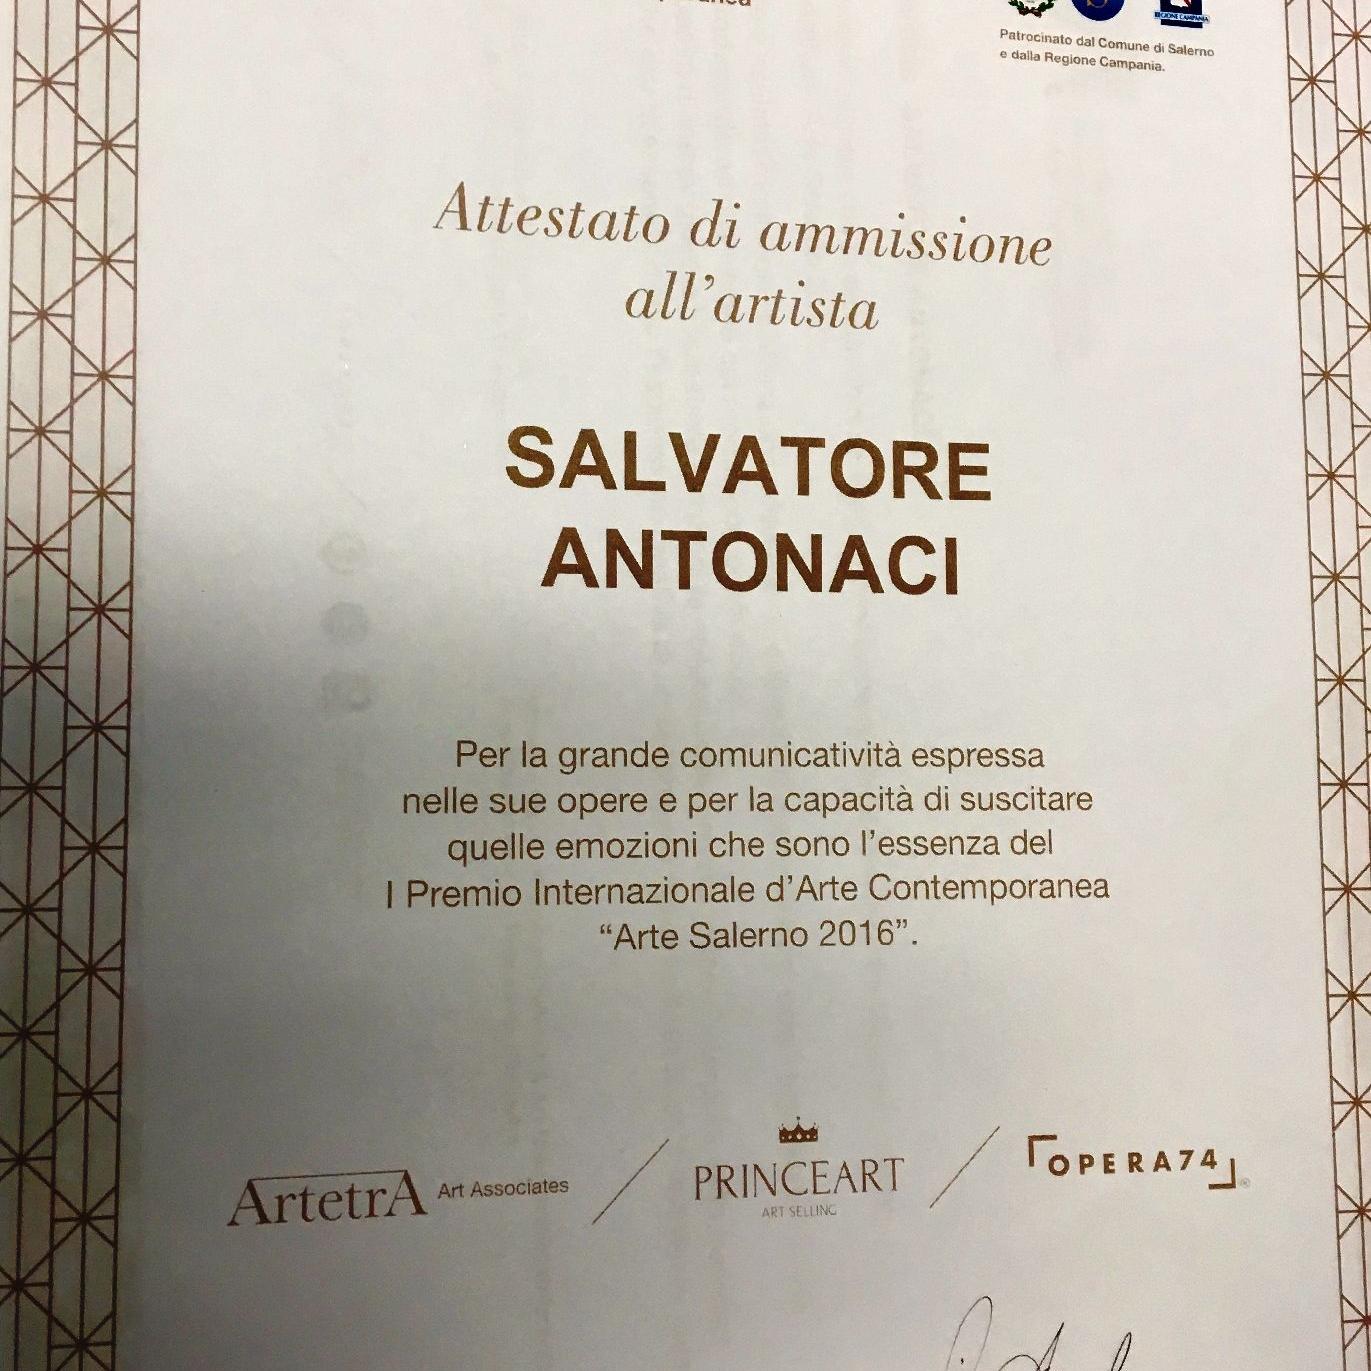 REGIONE CAMPANIA
Patrocinato dal Comune di Salerno
e dalla Regione Campania.
Attestato di ammissione
all'artista
SALVATORE
ANTONACI
Per la grande comunicatività espressa
nelle sue opere e per la capacità di suscitare
quelle emozioni che sono l'essenza del
I Premio Internazionale d'Arte Contemporanea
“Arte Salerno 2016”.
ArtetrA Art Associates
PRINCEART
ART SELLING
OPERA74®